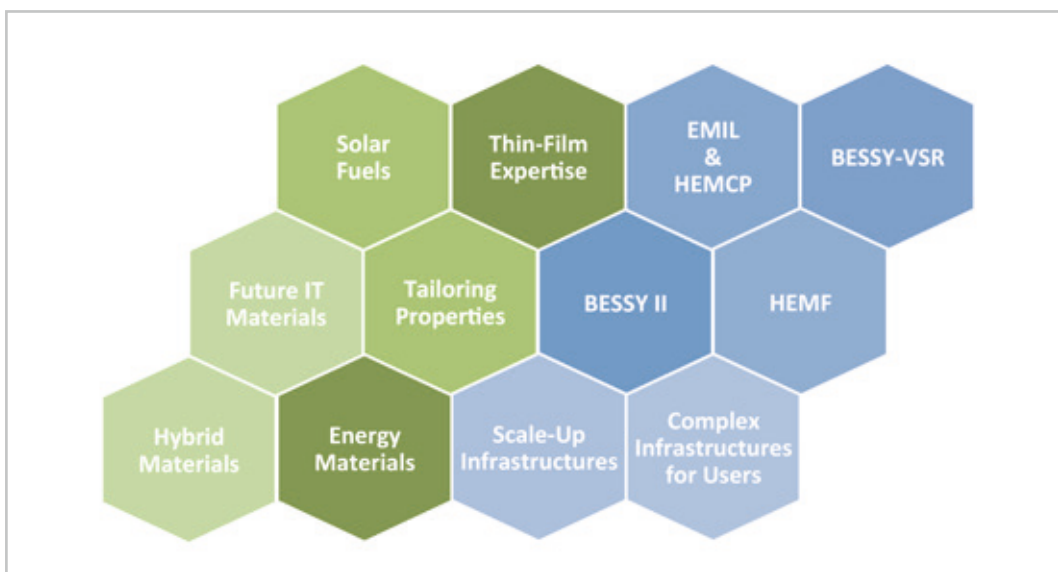 Solar
Fuels
Thin-Film
Expertise
EMIL
&
HEMCP
BESSY-VSR
Future IT
Materials
Tailoring
Properties
BESSY II
HEMF
Hybrid
Materials
Energy
Materials
Scale-Up
Infrastructures
Complex
Infrastructures
for Users